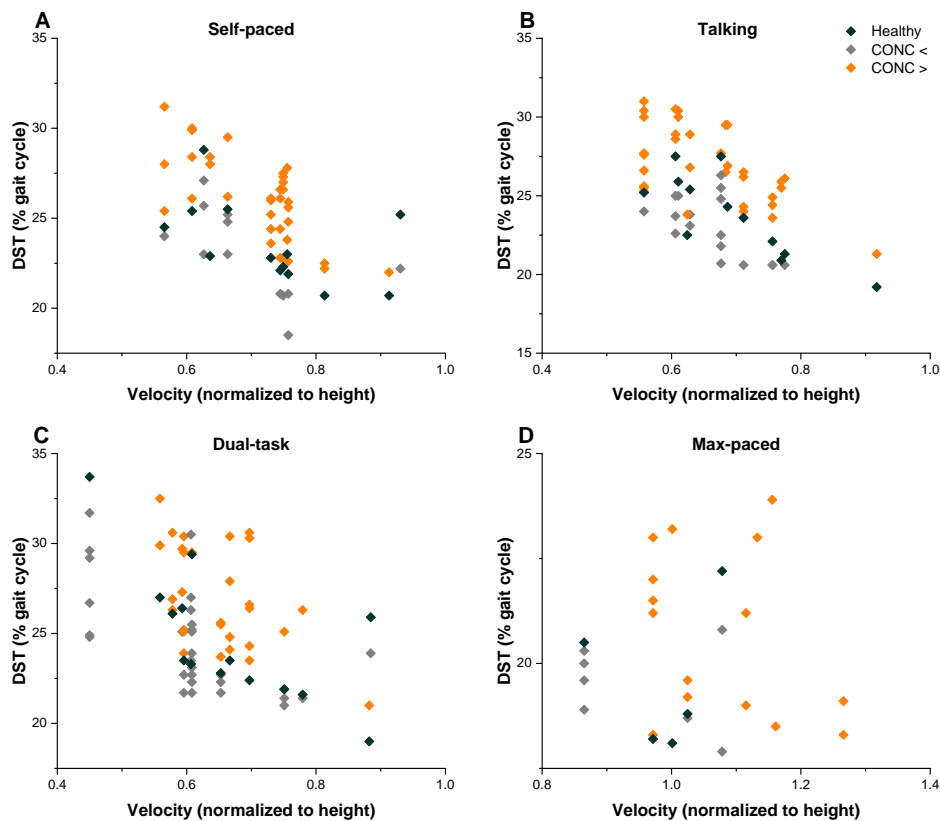 A
Self-paced
35
30
25
20
DST (% gait cycle)
0.4 0.6 0.8 1.0
Velocity (normalized to height)
B
Talking
Healthy
CONC <
CONC >
35
30
25
20
15
DST (% gait cycle)
0.4 0.6 0.8 1.0
Velocity (normalized to height)
C
Dual-task
35
30
25
20
DST (% gait cycle)
0.4 0.6 0.8 1.0
Velocity (normalized to height)
D
Max-paced
25
20
DST (% gait cycle)
0.8 1.0 1.2 1.4
Velocity (normalized to height)